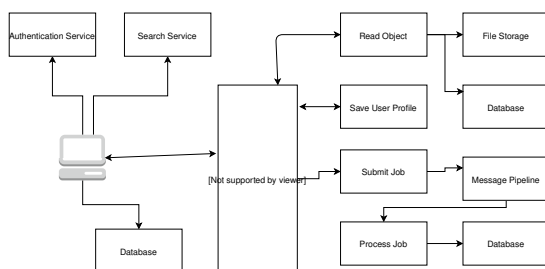 Authentication Service
Search Service
Read Object
File Storage
Save User Profile
Database
[Not supported by viewer]
Submit Job
Message Pipeline
Database
Process Job
Database